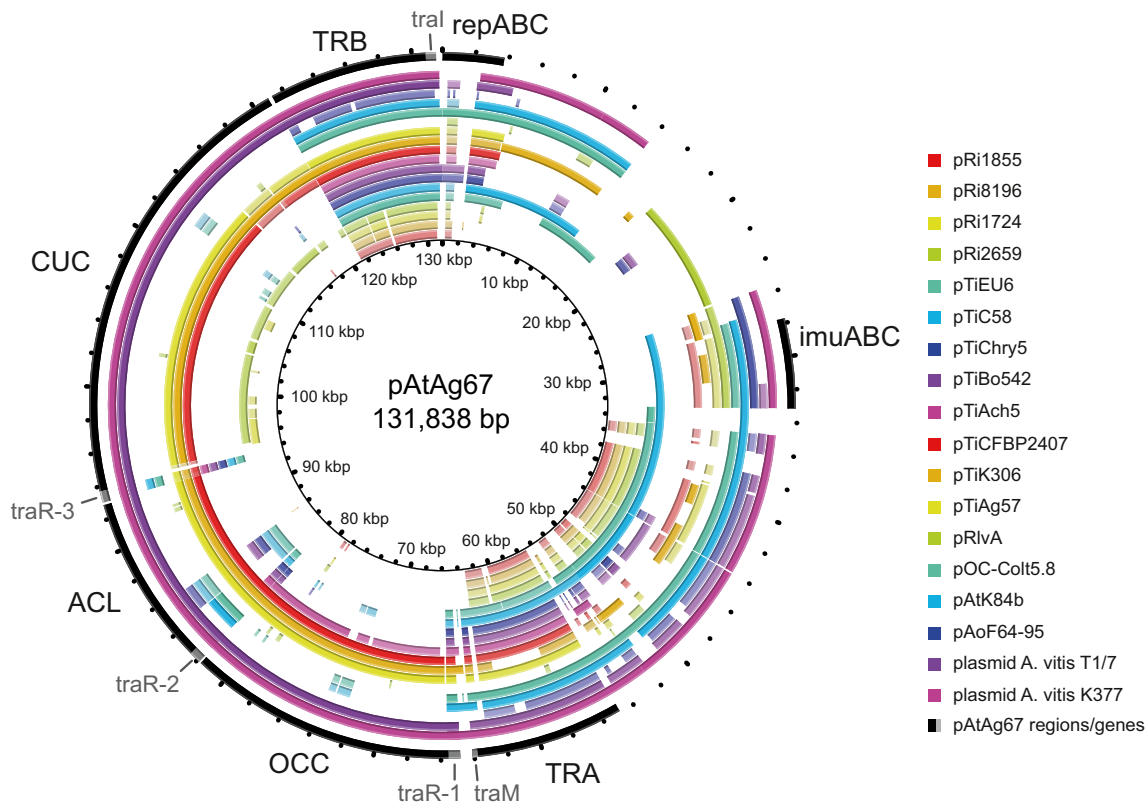 traI
repABC
TRB
CUC
imuABC
130 kbp
120 kbp
10 kbp
110 kbp
20 kbp
100 kbp
30 kbp
pAtAg67
131,838 bp
90 kbp
40 kbp
80 kbp
50 kbp
70 kbp
60 kbp
traR-3
ACL
traR-2
OCC
traR-1
traM
TRA
pRi1855
pRi8196
pRi1724
pRi2659
pTiEU6
pTiC58
pTiChry5
pTiBo542
pTiAch5
pTiCFBP2407
pTiK306
pTiAg57
pRlvA
pOC-Colt5.8
pAtK84b
pAoF64-95
plasmid A. vitis T1/7
plasmid A. vitis K377
pAtAg67 regions/genes